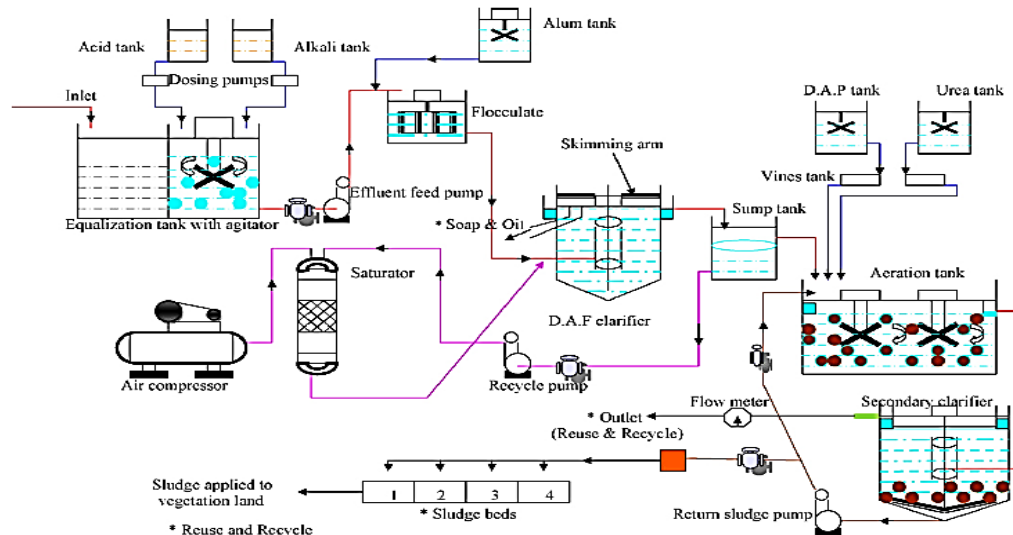 Alum tank
Acid tank
Alkali tank
Dosing pumps
D.A.P tank
Urea tank
Inlet
Flocculate
Skimming arm
Vines tank
Effluent feed pump
Equalization tank with agitator
* Soap & Oil
Sump tank
Saturator
Aeration tank
D.A.F clarifier
Air compressor
Recycle pump
Flow meter
Secondary clarifier
* Outlet
(Reuse & Recycle)
Sludge applied to
vegetation land
1 2 3 4
* Sludge beds
Return sludge pump
* Reuse and Recycle